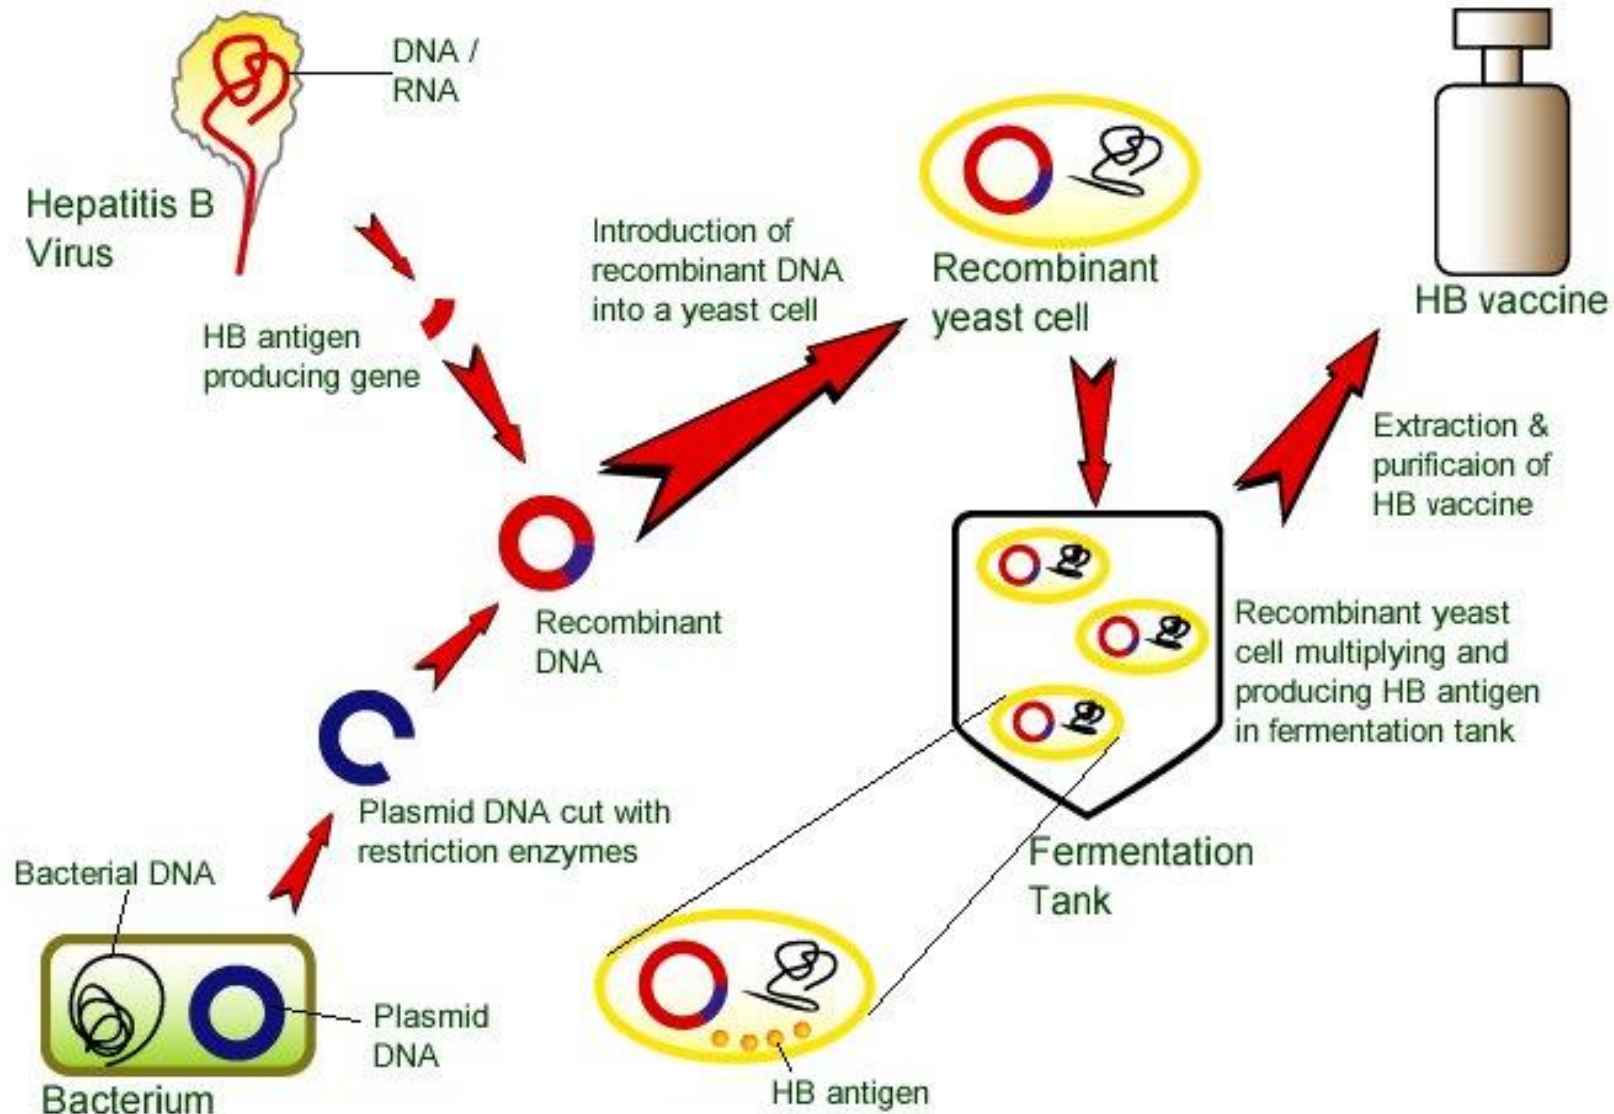 DNA /
RNA
Hepatitis B
Virus
HB antigen
producing gene
Introduction of
recombinant DNA
into a yeast cell
Recombinant
yeast cell
HB vaccine
Extraction &
purificaion of
HB vaccine
Recombinant
DNA
Recombinant yeast
cell multiplying and
producing HB antigen
in fermentation tank
Plasmid DNA cut with
restriction enzymes
Fermentation
Tank
Bacterial DNA
Plasmid
DNA
Bacterium
HB antigen